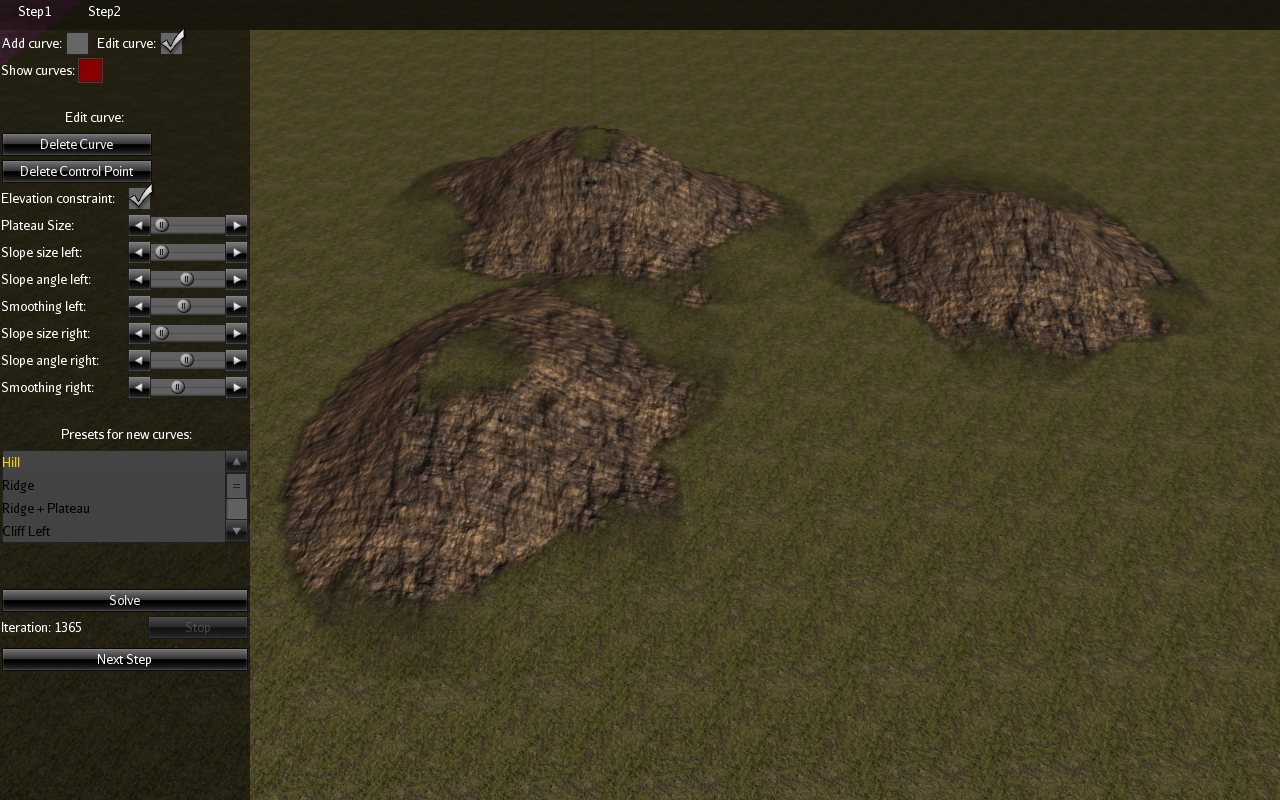 Step1 Step2
Add curve: Edit curve:
Show curves:
Edit curve:
Delete Curve
Delete Control Point
Elevation constraint:
Plateau Size:
Slope size left:
Slope angle left:
Smoothing left:
Slope size right:
Slope angle right:
Smoothing right:
Presets for new curves:
Hill
Ridge
Ridge + Plateau
Cliff Left
Solve
Iteration: 1365 Stop
Next Step